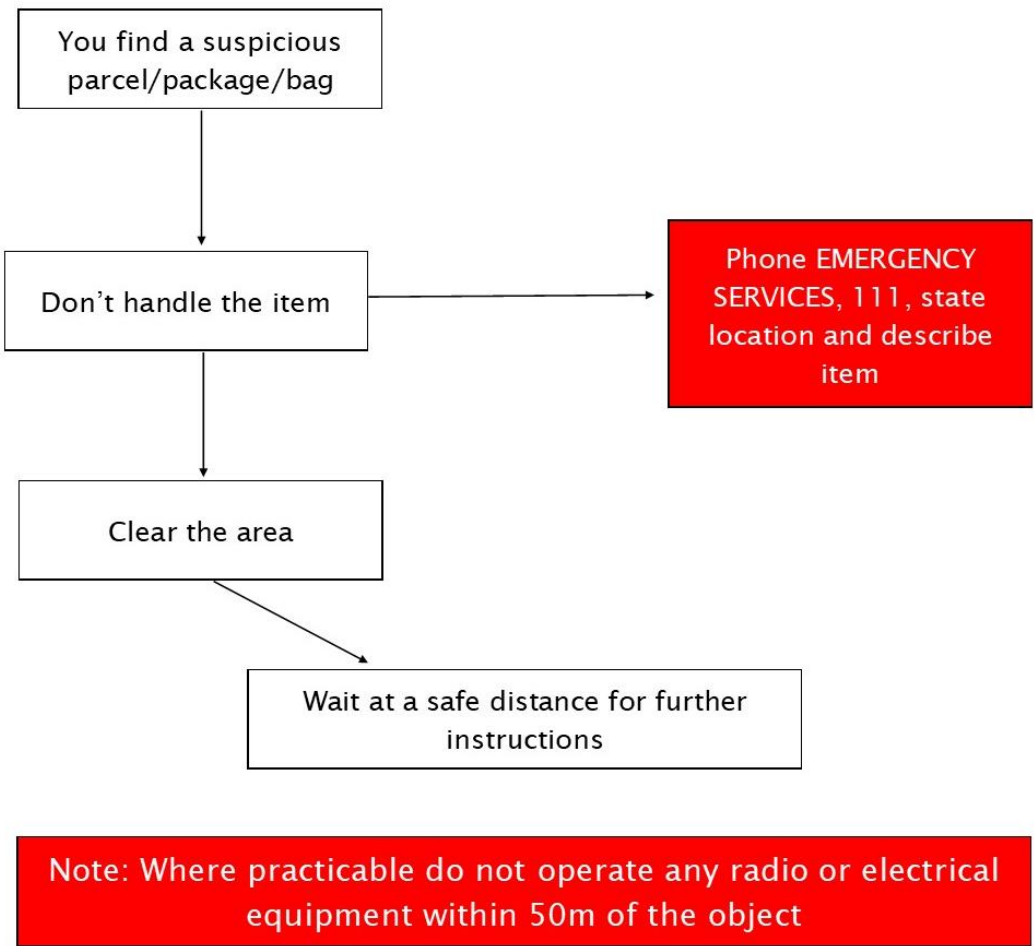 You find a suspicious
parcel/package/bag
Don’t handle the item
Phone EMERGENCY
SERVICES, 111, state
location and describe
item
Clear the area
Wait at a safe distance for further
instructions
Note: Where practicable do not operate any radio or electrical
equipment within 50m of the object